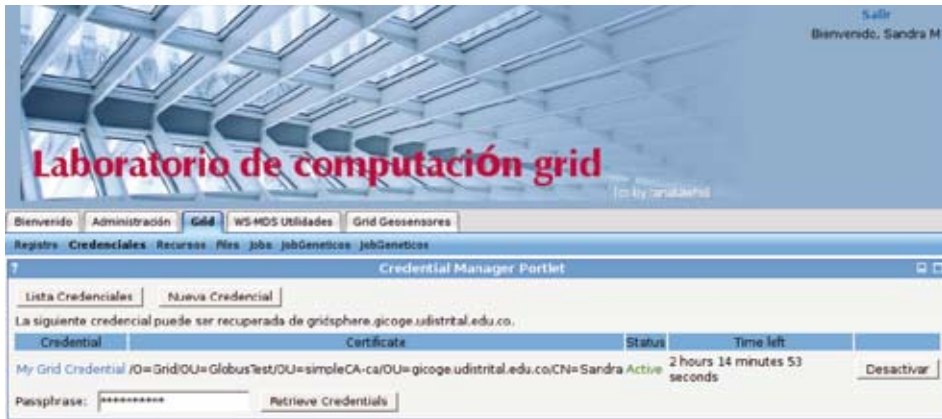 Salir
Bienvenido, Sandra M
Laboratorio de computación grid
Bienvenido Administración Grid WS-MDS Utilidades Grid Geosensores
Registro Credenciales Recursos Files Jobs JobGeneticos JobGeneticos
? Credential Manager Portlet
Lista Credenciales Nueva Credencial
La siguiente credencial puede ser recuperada de gridsphere.gicoge.udistrital.edu.co.
Credential Certificate Status Time left
My Grid Credential /O=Grid/OU=GlobusTest/OU=simpleCA-ca/OU=gicoge.udistrital.edu.co/CN=Sandra Active 2 hours 14 minutes 53
seconds
Desactivar
Passphrase: ********** Retrieve Credentials